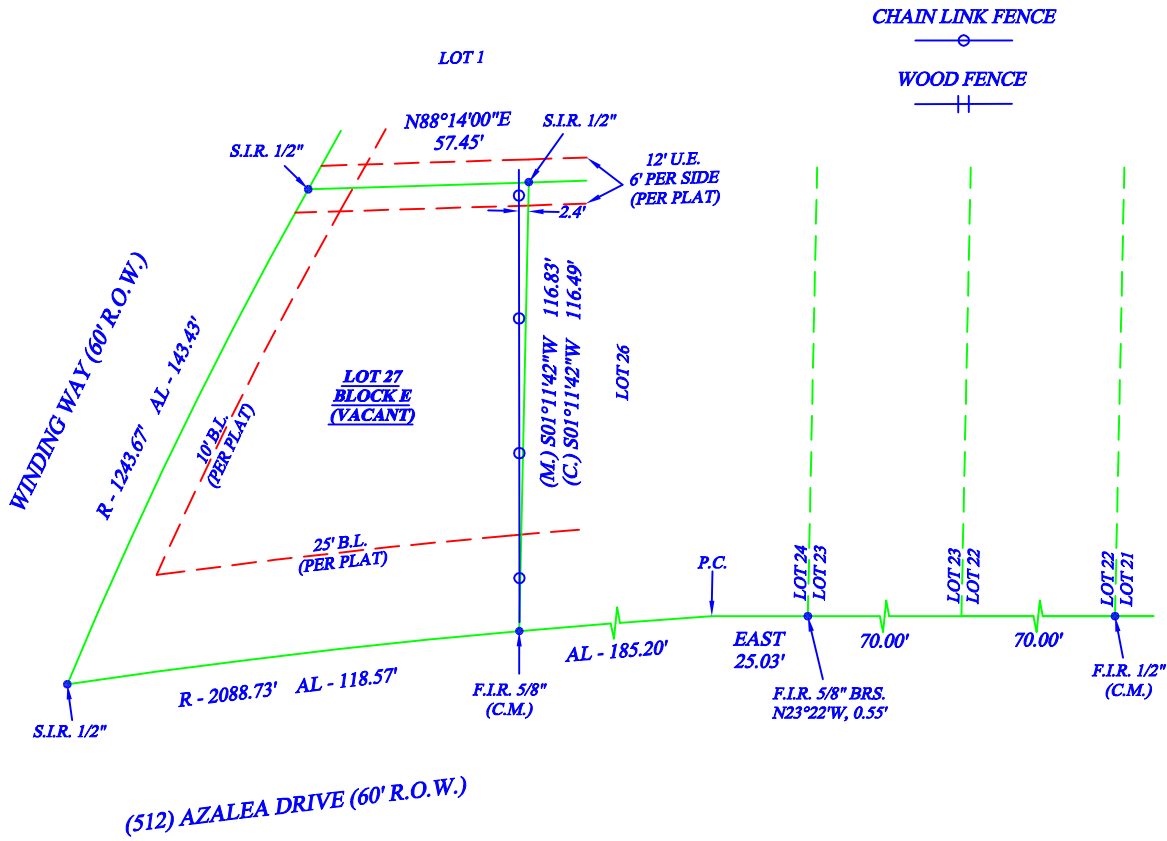 CHAIN LINK FENCE
WOOD FENCE
LOT 1
N88°14'00"E
57.45'
S.I.R. 1/2"
S.I.R. 1/2"
12' U.E.
6' PER SIDE
(PER PLAT)
2.4'
WINDING WAY (60' R.O.W.)
R - 1243.67' AL - 143.43'
10' B.L.
(PER PLAT)
LOT 27
BLOCK E
(VACANT)
(M.) S01°11'42"W 116.83'
(C.) S01°11'42"W 116.49'
LOT 26
25' B.L.
(PER PLAT)
P.C.
LOT 24
LOT 23
LOT 23
LOT 22
LOT 22
LOT 21
EAST
25.03'
70.00'
70.00'
AL - 185.20'
R - 2088.73' AL - 118.57'
F.I.R. 5/8"
(C.M.)
F.I.R. 5/8" BRS.
N23°22'W, 0.55'
F.I.R. 1/2"
(C.M.)
S.I.R. 1/2"
(512) AZALEA DRIVE (60' R.O.W.)